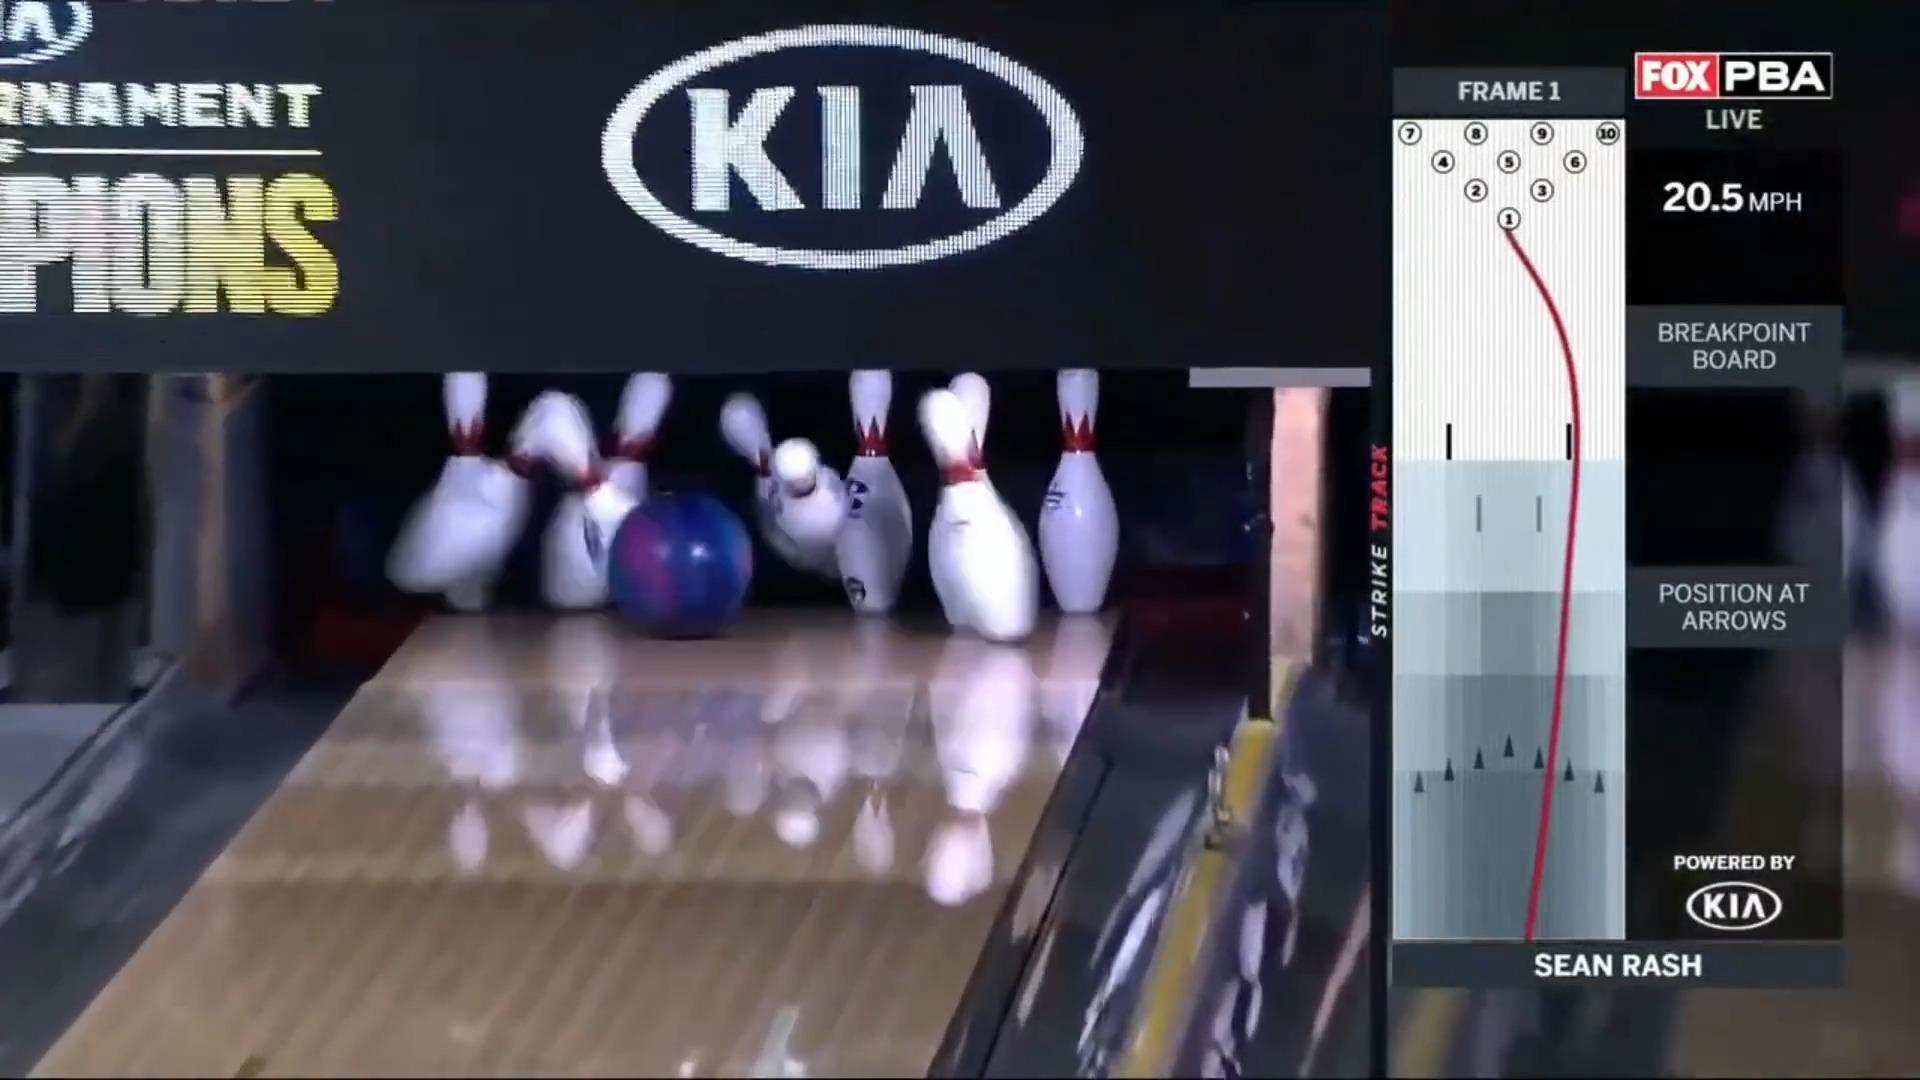 RNAMENT
PIONS
KIA
FRAME 1
7 8 9 10
4 5 6
2 3
1
STRIKE TRACK
FOX PBA
LIVE
20.5 MPH
BREAKPOINT
BOARD
POSITION AT
ARROWS
POWERED BY
KIA
SEAN RASH